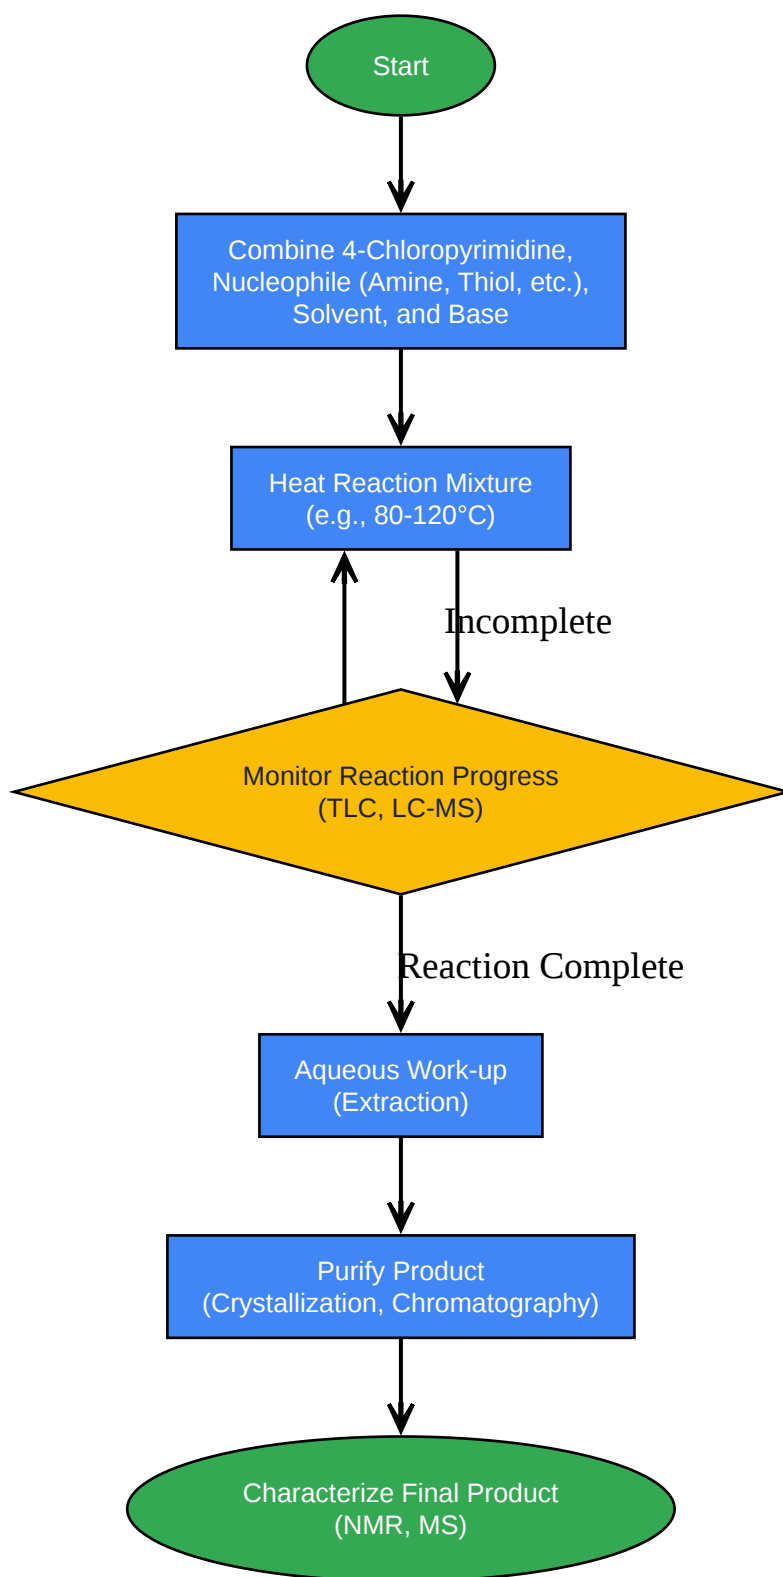 Start
Combine 4-Chloropyrimidine,
Nucleophile (Amine, Thiol, etc.),
Solvent, and Base
Heat Reaction Mixture
(e.g., 80-120°C)
Incomplete
Monitor Reaction Progress
(TLC, LC-MS)
Reaction Complete
Aqueous Work-up
(Extraction)
Purify Product
(Crystallization, Chromatography)
Characterize Final Product
(NMR, MS)